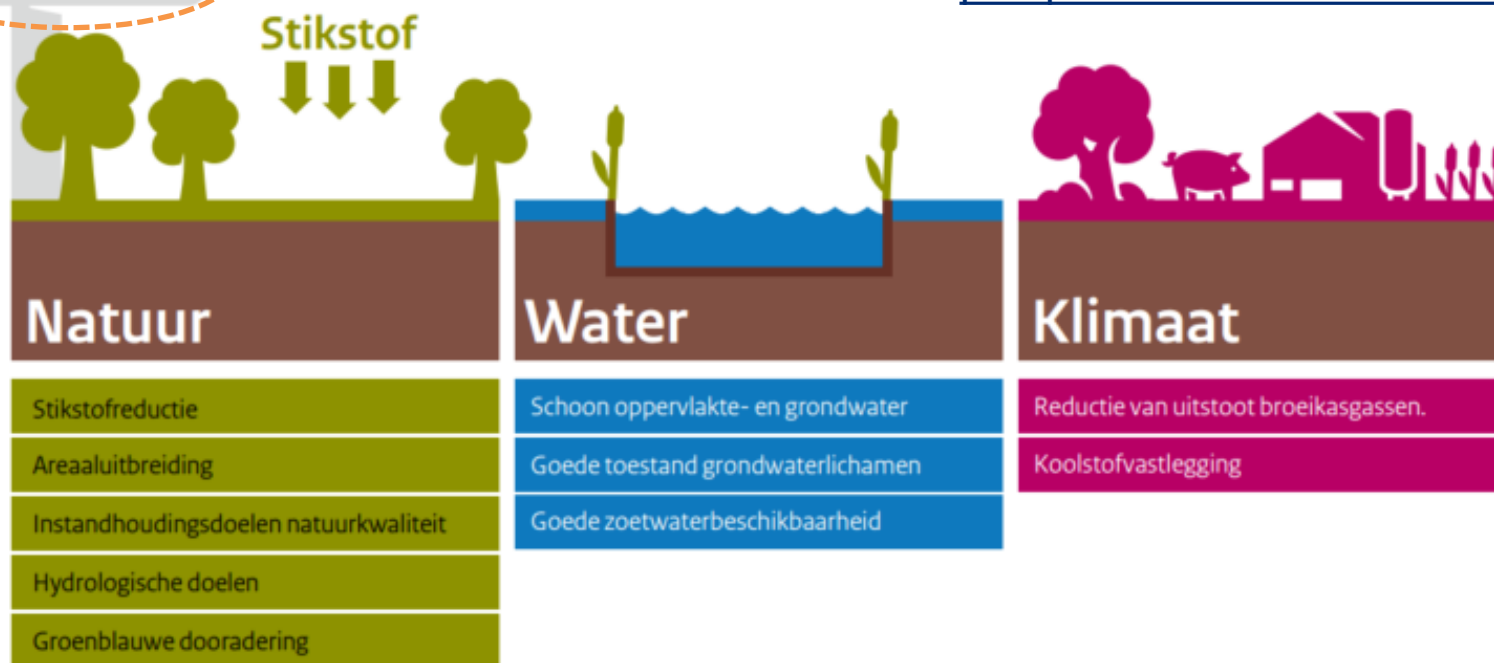 Stikstof
Natuur
Stikstofreductie
Areaaluitbreiding
Instandhoudingsdoelen natuurkwaliteit
Hydrologische doelen
Groenblauwe dooradering
Water
Schoon oppervlakte- en grondwater
Goede toestand grondwaterlichamen
Goede zoetwaterbeschikbaarheid
Klimaat
Reductie van uitstoot broeikasgassen.
Koolstofvastlegging